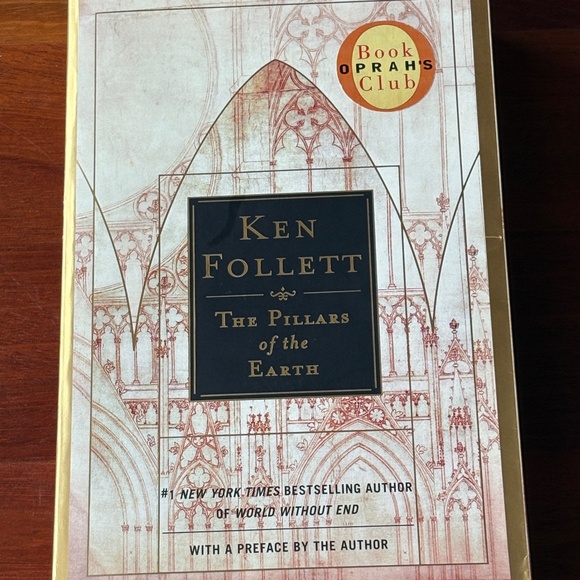 Book
OPRAH'S
Club
KEN
FOLLETT
THE PILLARS
of the
EARTH
#1 NEW YORK TIMES BESTSELLING AUTHOR
OF WORLD WITHOUT END
WITH A PREFACE BY THE AUTHOR